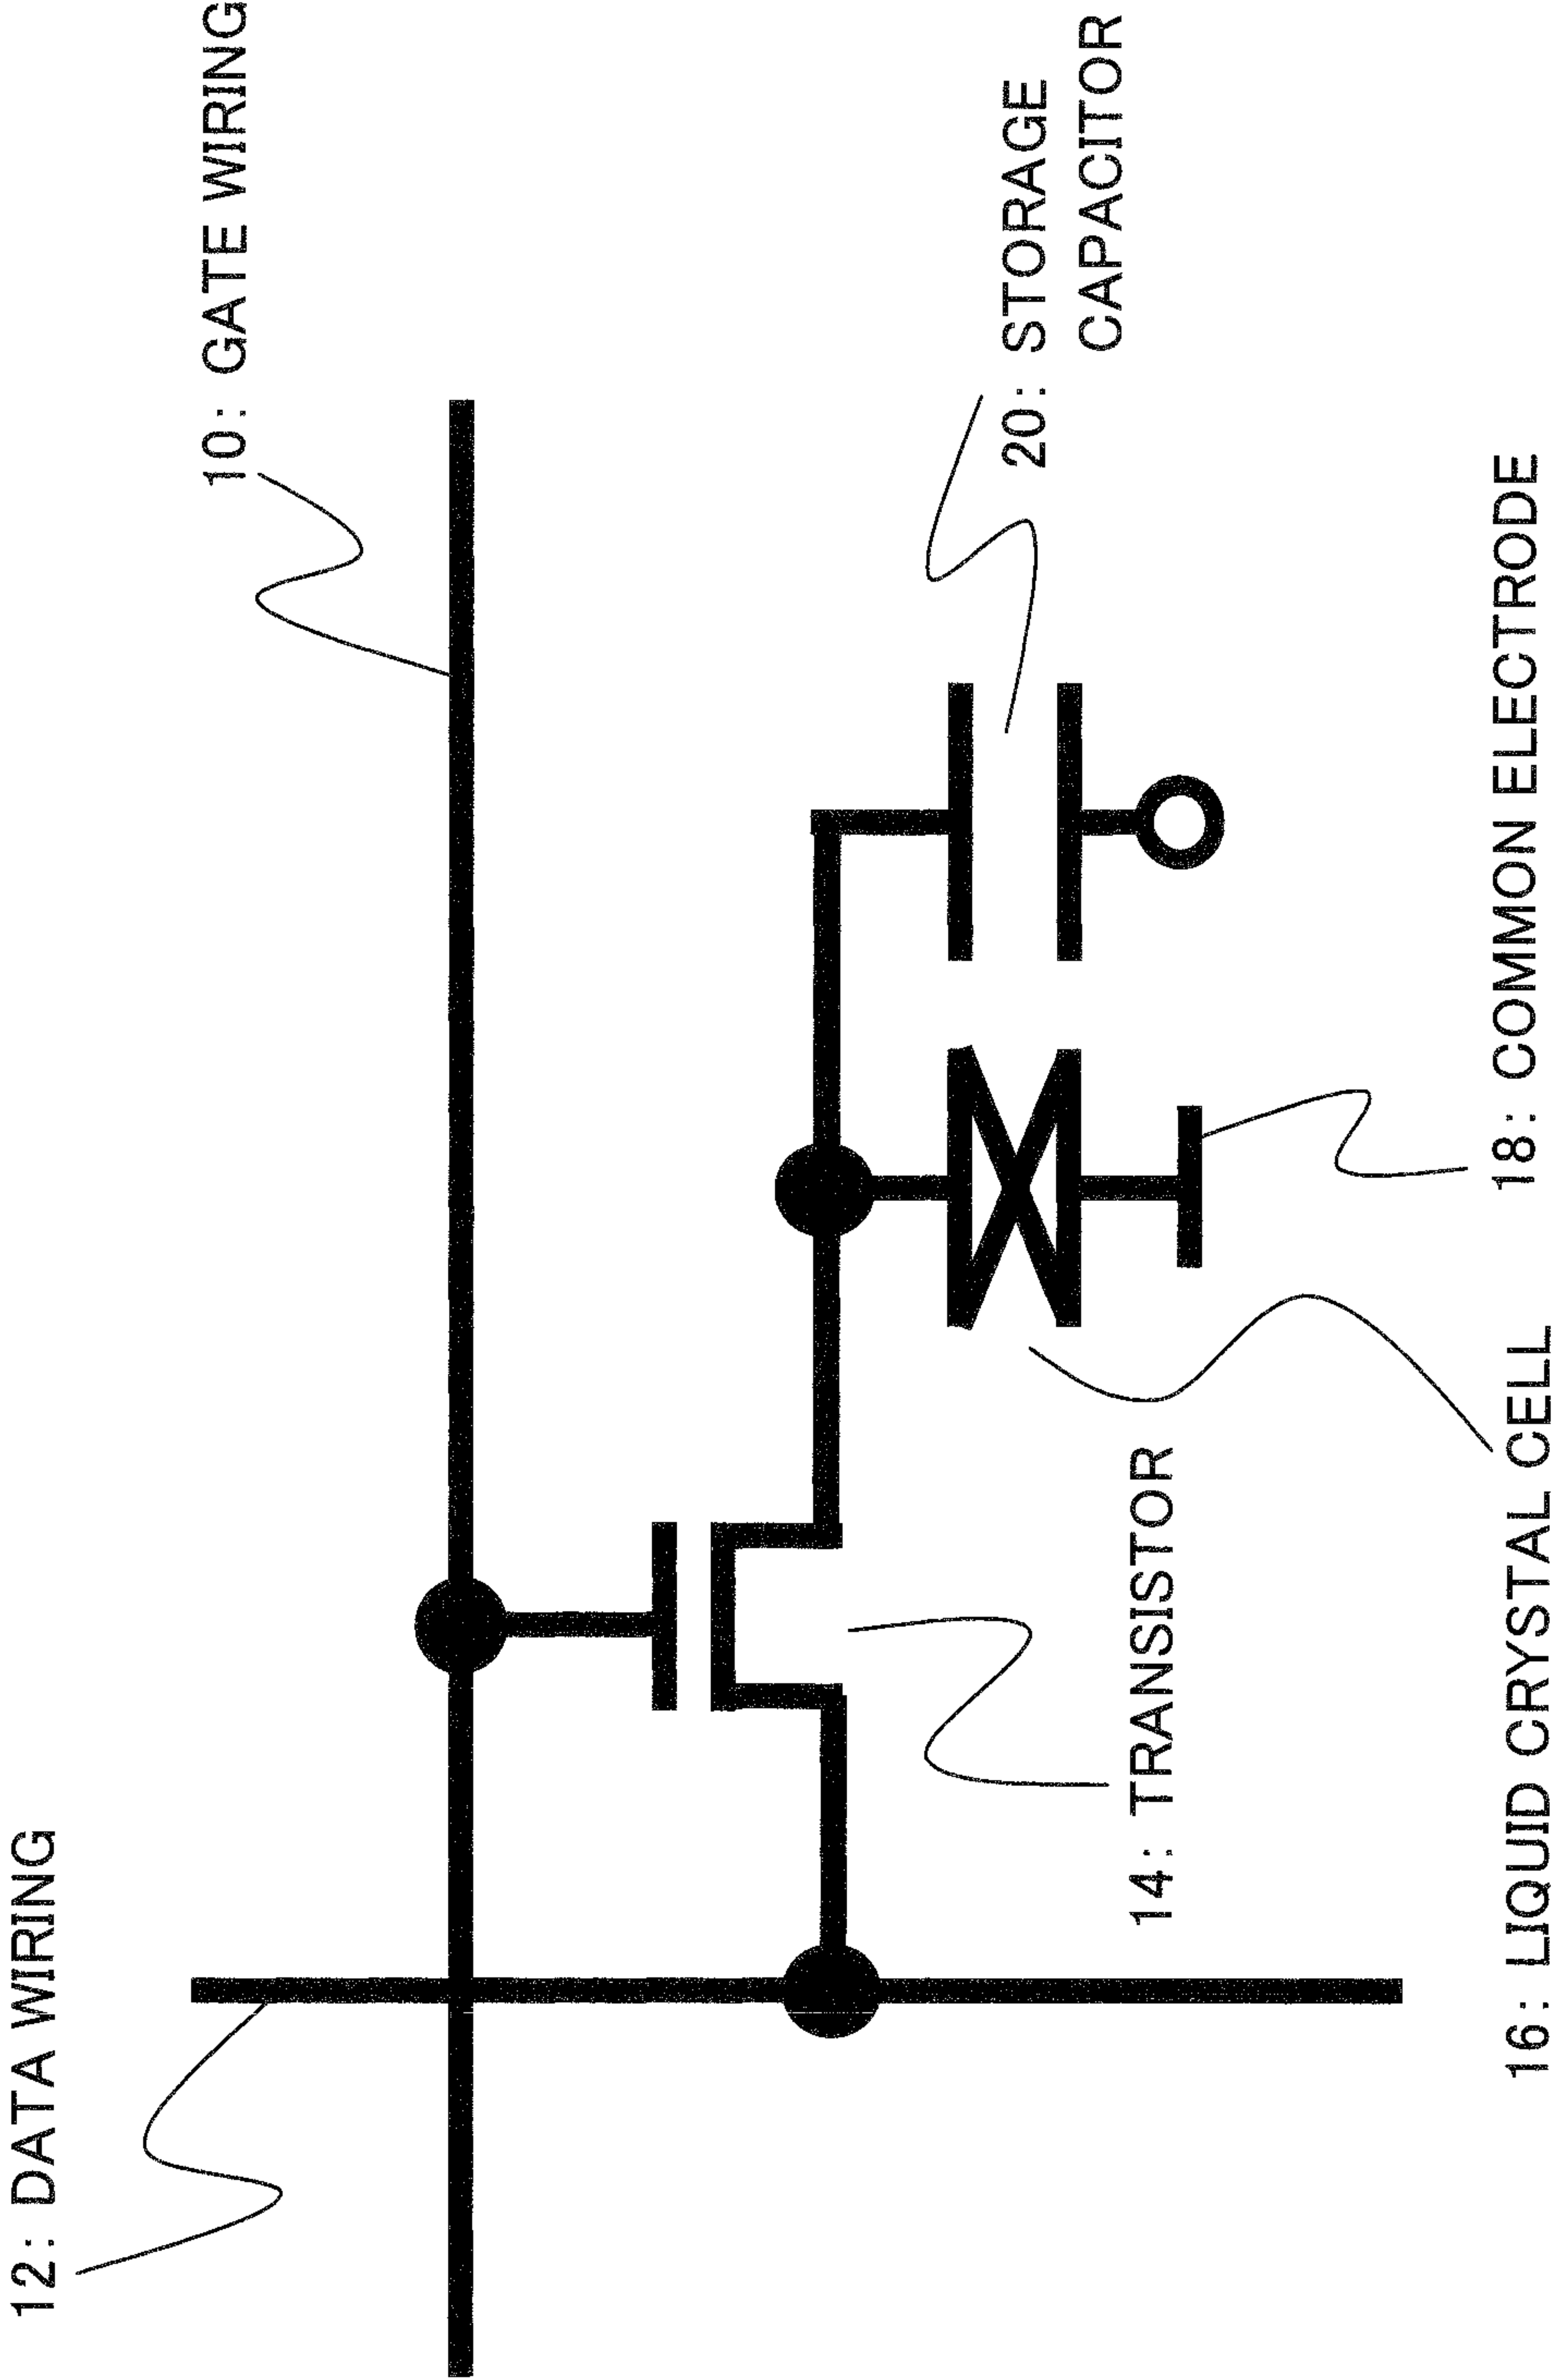 12: DATA WIRING
10: GATE WIRING
20: STORAGE
CAPACITOR
14: TRANSISTOR
16: LIQUID CRYSTAL CELL
18: COMMON ELECTRODE